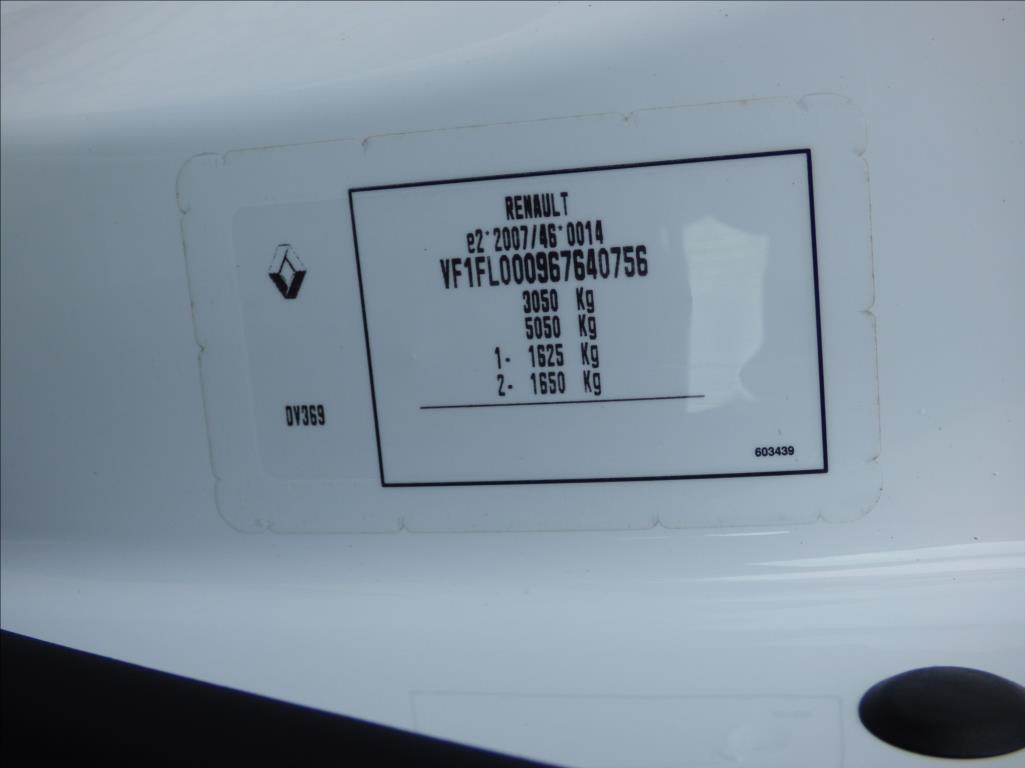 RENAULT
e2*2007/46*0014
VF1FL000967640756
3050 Kg
5050 Kg
1- 1625 Kg
2- 1650 Kg
DV369
603439